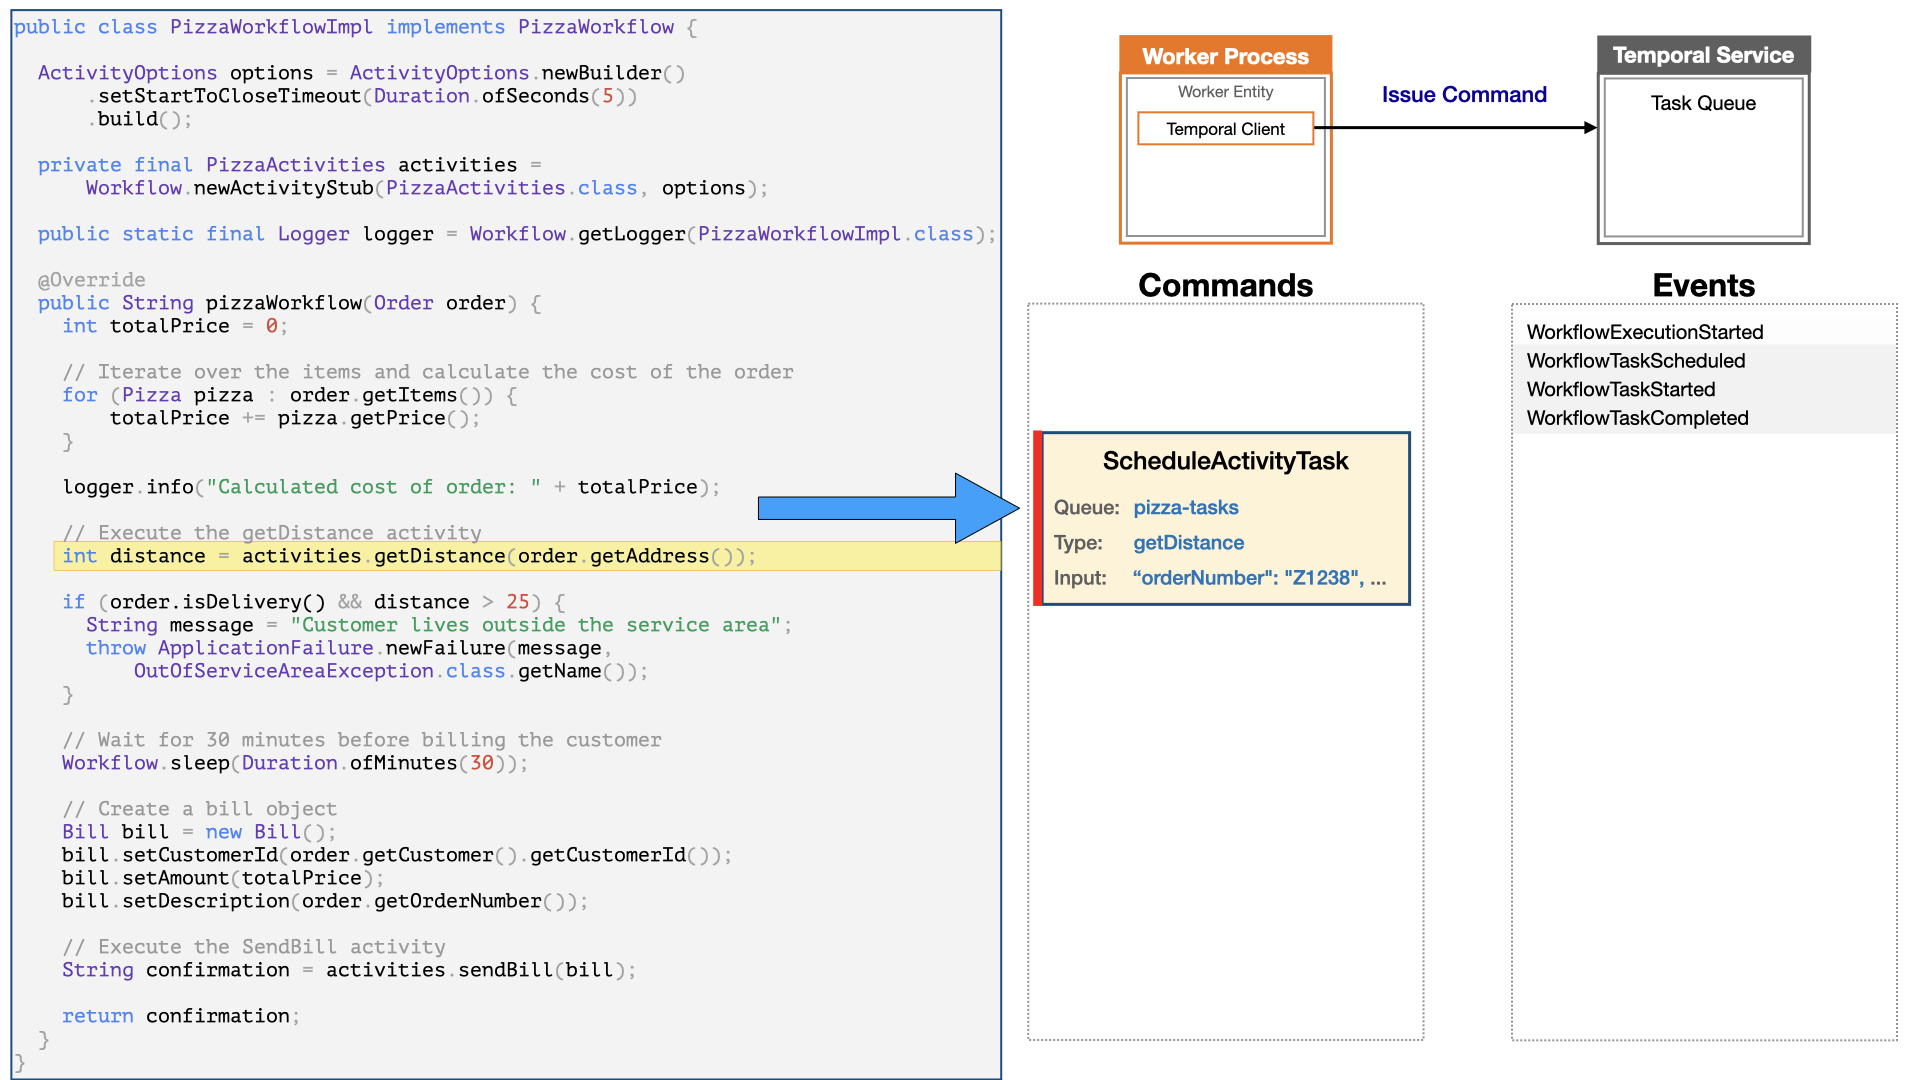 public class PizzaWorkflowImpl implements PizzaWorkflow {
ActivityOptions options = ActivityOptions.newBuilder()
.setStartToCloseTimeout(Duration.ofSeconds(5))
.build();
private final PizzaActivities activities =
Workflow.newActivityStub(PizzaActivities.class, options);
public static final Logger logger = Workflow.getLogger(PizzaWorkflowImpl.class);
@Override
public String pizzaWorkflow(Order order) {
int totalPrice = 0;
// Iterate over the items and calculate the cost of the order
for (Pizza pizza : order.getItems()) {
totalPrice += pizza.getPrice();
}
logger.info("Calculated cost of order: " + totalPrice);
// Execute the getDistance activity
int distance = activities.getDistance(order.getAddress());
if (order.isDelivery() && distance > 25) {
String message = "Customer lives outside the service area";
throw ApplicationFailure.newFailure(message,
OutOfServiceAreaException.class.getName());
}
// Wait for 30 minutes before billing the customer
Workflow.sleep(Duration.ofMinutes(30));
// Create a bill object
Bill bill = new Bill();
bill.setCustomerId(order.getCustomer().getCustomerId());
bill.setAmount(totalPrice);
bill.setDescription(order.getOrderNumber());
// Execute the SendBill activity
String confirmation = activities.sendBill(bill);
return confirmation;
}
}
Worker Process
Worker Entity
Temporal Client
Issue Command
Temporal Service
Task Queue
Commands
ScheduleActivityTask
Queue: pizza-tasks
Type: getDistance
Input: “orderNumber": "Z1238", ...
Events
WorkflowExecutionStarted
WorkflowTaskScheduled
WorkflowTaskStarted
WorkflowTaskCompleted